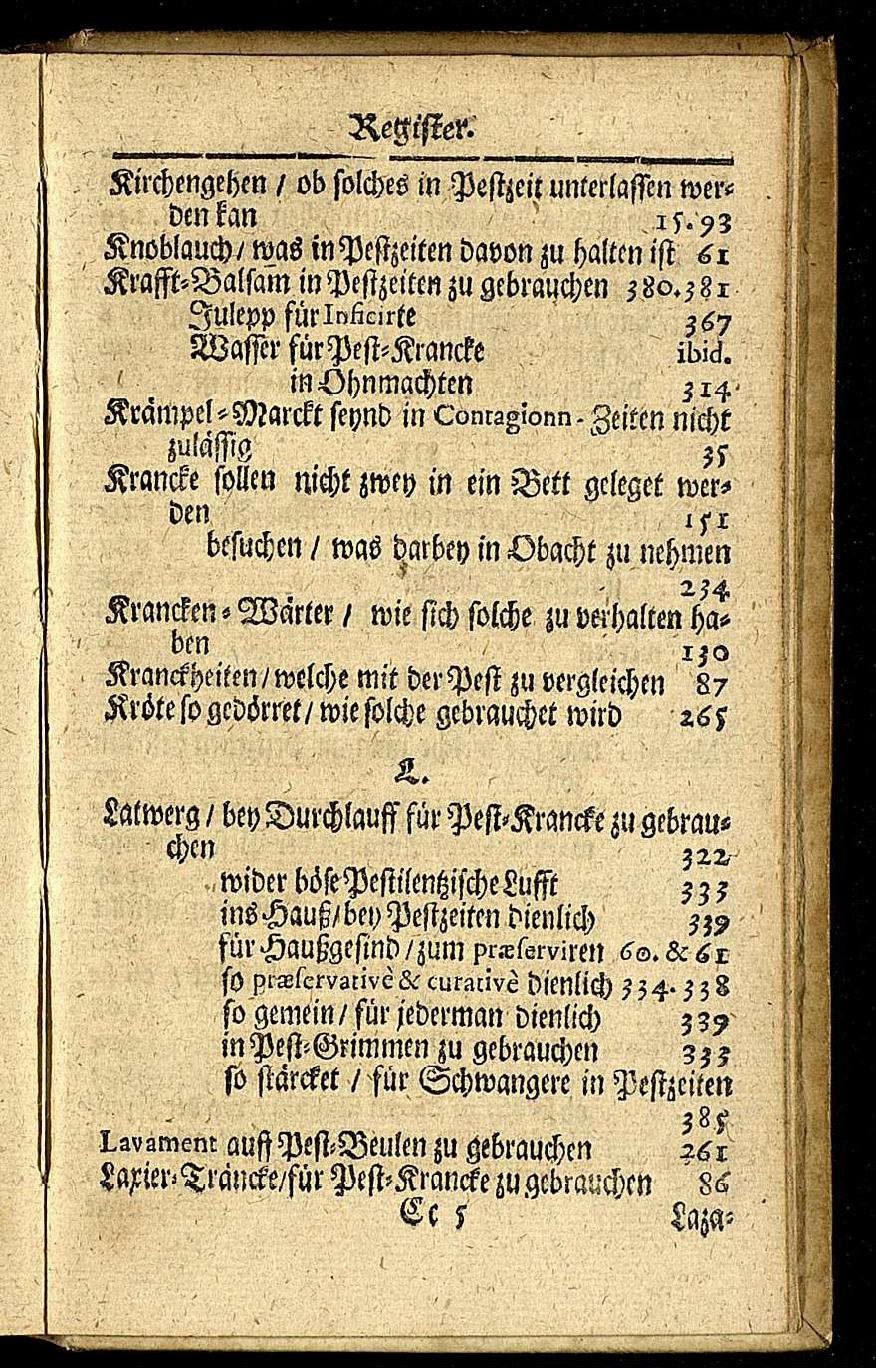 Register.
Kirchengehen / ob solches in Pestzeit unterlassen wer-
den kan 15. 93
Knoblauch / was in Pestzeiten davon zu halten ist 61
Krafft-Balsam in Pestzeiten zu gebrauchen 380. 381
Julepp für Inficirte 367
Wasser für Pest-Krancke ibid.
in Ohnmachten 314
Krämpel-Marckt seynd in Contagionn-Zeiten nicht
zulässig 35
Krancke sollen nicht zwey in ein Bett geleget wer-
den 151
besuchen / was darbey in Obacht zu nehmen
234
Krancken-Wärter / wie sich solche zu verhalten ha-
ben 130
Kranckheiten / welche mit der Pest zu vergleichen 87
Kröte so gedörret / wie solche gebrauchet wird 265
L.
Latwerg / bey Durchlauff für Pest-Krancke zu gebrau-
chen 322
wider böse Pestilentzische Lufft 333
ins Hauß / bey Pestzeiten dienlich 339
für Haußgesind / zum præserviren 60. & 61
so præservativè & curativè dienlich 334. 338
so gemein / für jederman dienlich 339
in Pest-Grimmen zu gebrauchen 333
so stärcket / für Schwangere in Pestzeiten
385
Lavament auff Pest-Beulen zu gebrauchen 261
Laxier-Träncke / für Pest-Krancke zu gebrauchen 86
Cc 5 Laza-